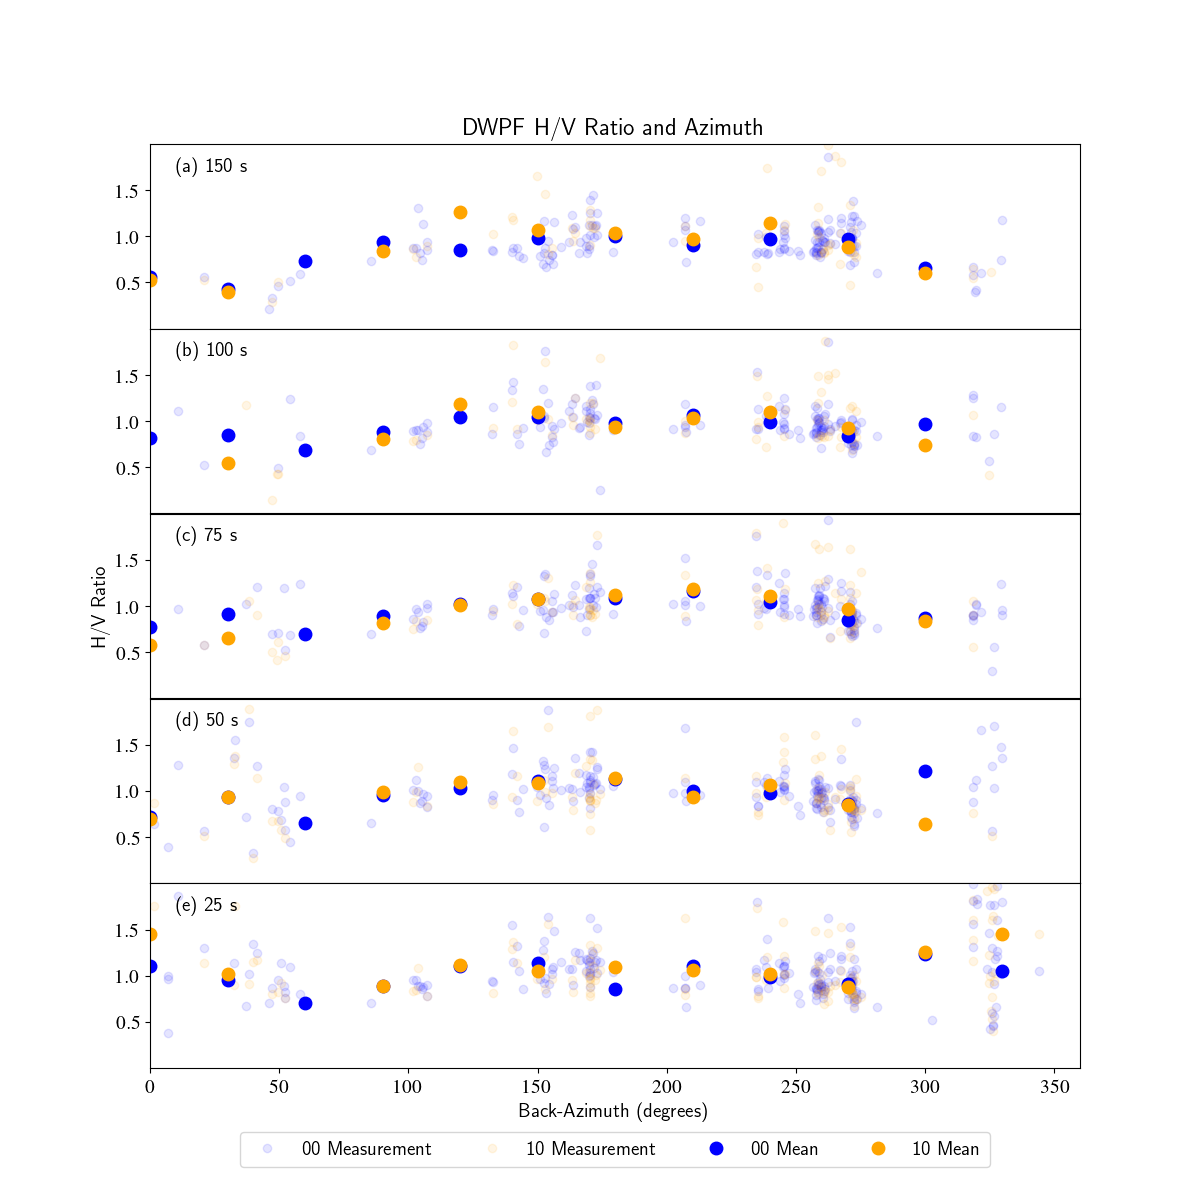 DWPF H/V Ratio and Azimuth
(a) 150 s
1.5
1.0
0.5
(b) 100 s
1.5
1.0
0.5
(c) 75 s
1.5
1.0
0.5
H/V Ratio
(d) 50 s
1.5
1.0
0.5
(e) 25 s
1.5
1.0
0.5
0 50 100 150 200 250 300 350
Back-Azimuth (degrees)
00 Measurement 10 Measurement 00 Mean 10 Mean